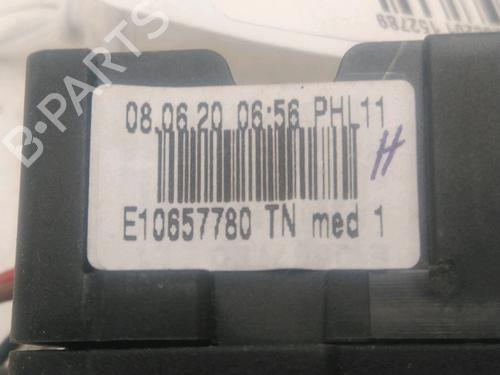 08.06.20 06:56 PHL11
H
E10657780 TN med 1
B-PARTS